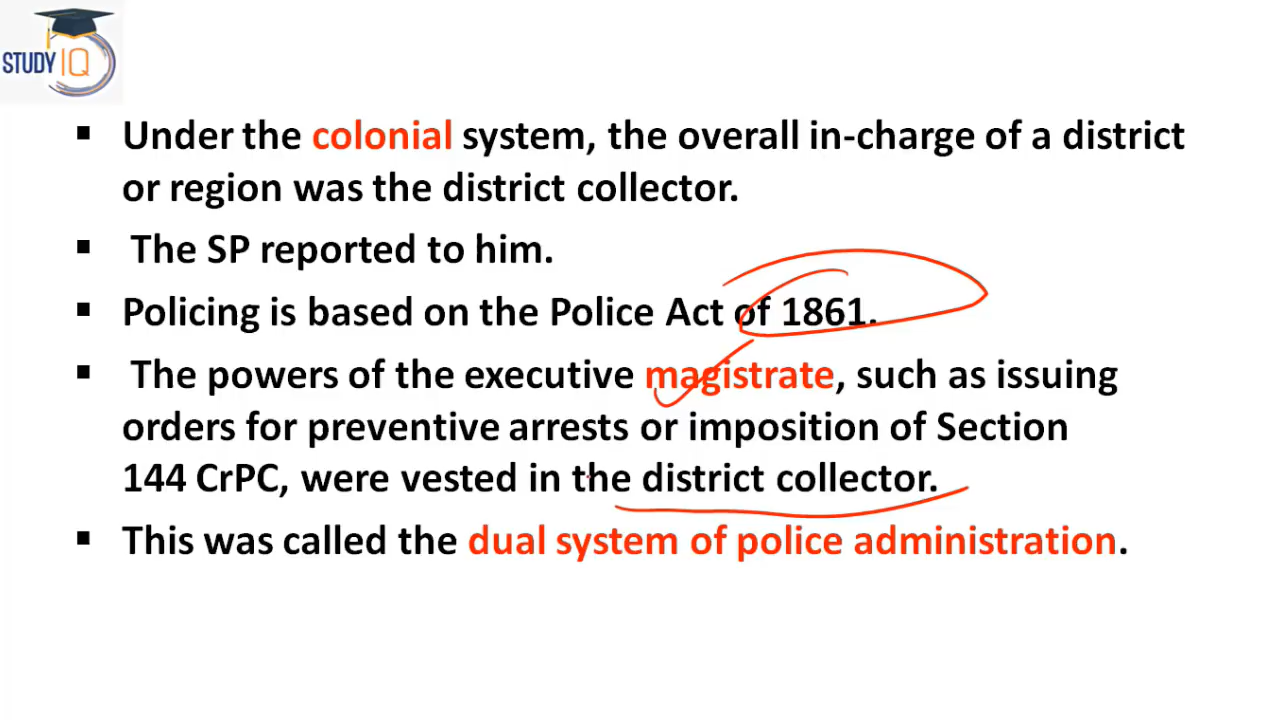 STUDY IQ
▪ Under the colonial system, the overall in-charge of a district
or region was the district collector.
▪ The SP reported to him.
▪ Policing is based on the Police Act of 1861.
▪ The powers of the executive magistrate, such as issuing
orders for preventive arrests or imposition of Section
144 CrPC, were vested in the district collector.
▪ This was called the dual system of police administration.